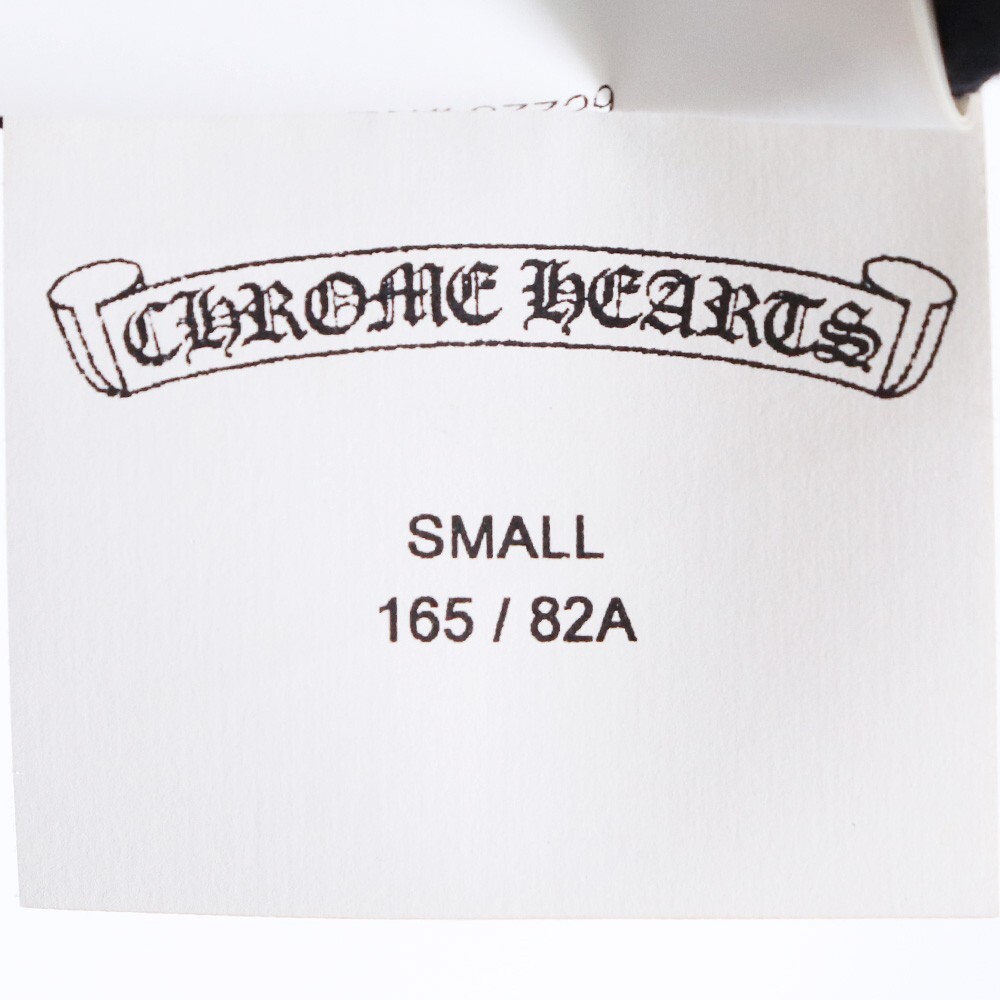 CHROME HEARTS
SMALL
165 / 82A